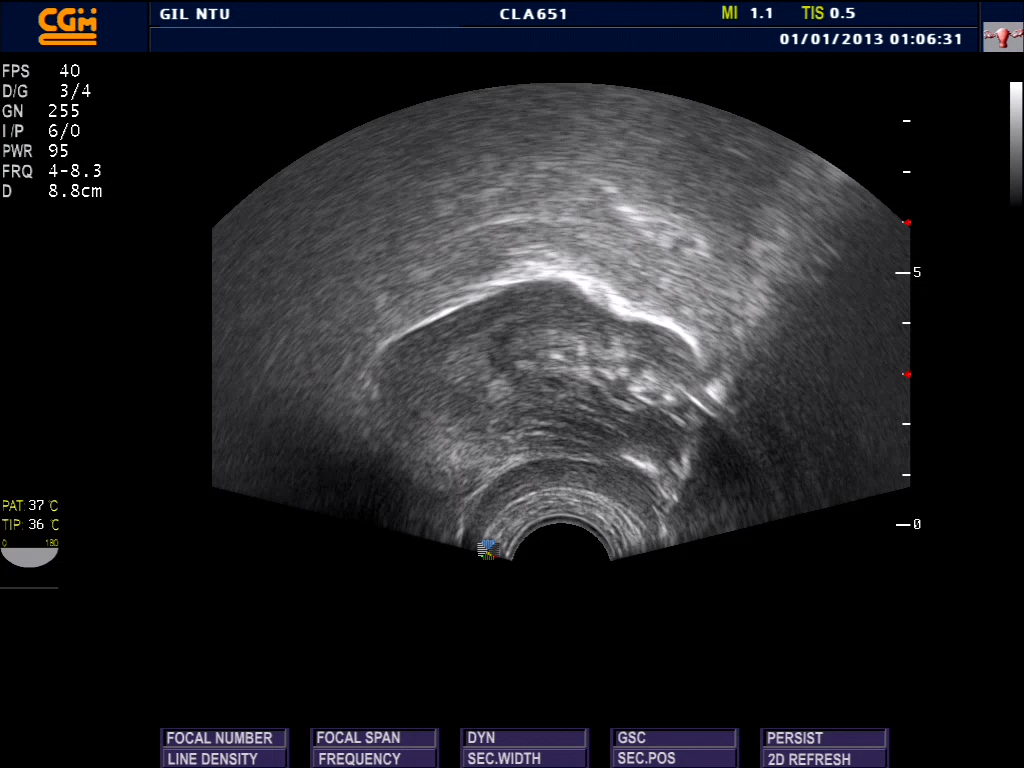 CGM
GIL NTU CLA651 MI 1.1 TIS 0.5
01/01/2013 01:06:31
FPS 40
D/G 3/4
GN 255
I/P 6/0
PWR 95
FRQ 4-8.3
D 8.8cm
5
PAT: 37 °C
TIP: 36 °C
0 180
0
FOCAL NUMBER FOCAL SPAN DYN GSC PERSIST
LINE DENSITY FREQUENCY SEC.WIDTH SEC.POS 2D REFRESH